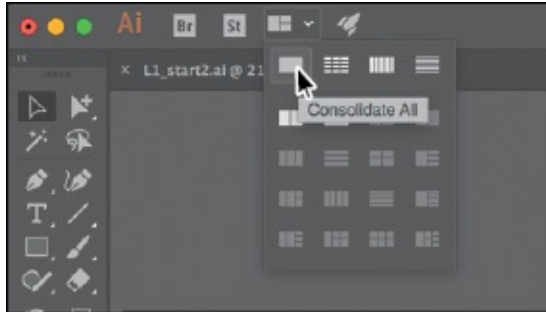 Ai Br St
× L1_start2.ai @ 21
Consolidate All
T